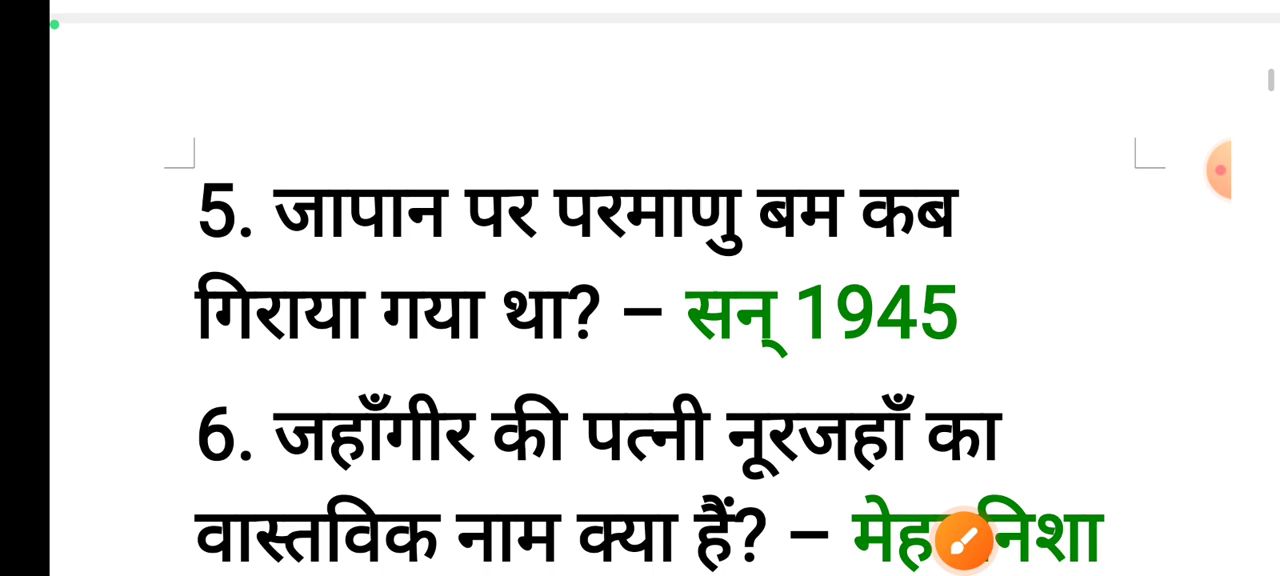 5. जापान पर परमाणु बम कब
गिराया गया था? – सन् 1945
6. जहाँगीर की पत्नी नूरजहाँ का
वास्तविक नाम क्या हैं? –